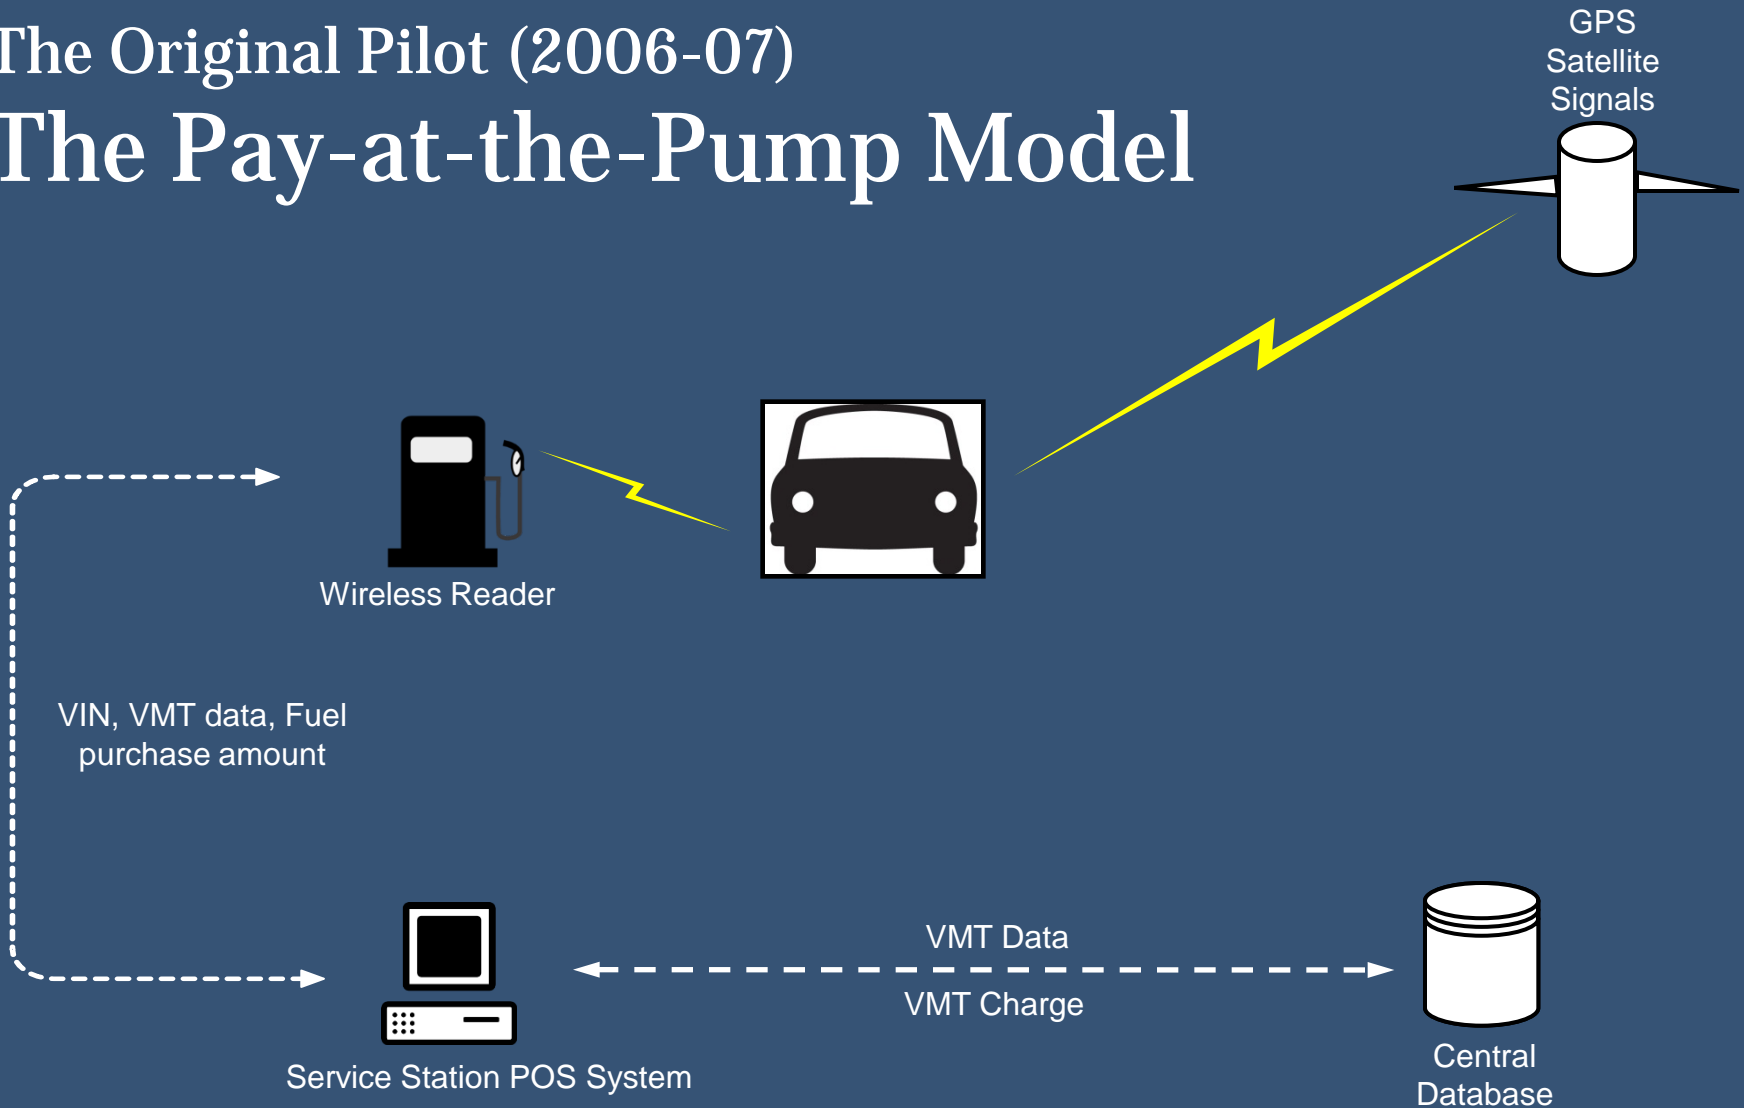 The Original Pilot (2006-07)
The Pay-at-the-Pump Model
GPS
Satellite
Signals
Wireless Reader
VIN, VMT data, Fuel
purchase amount
VMT Data
VMT Charge
Service Station POS System
Central
Database